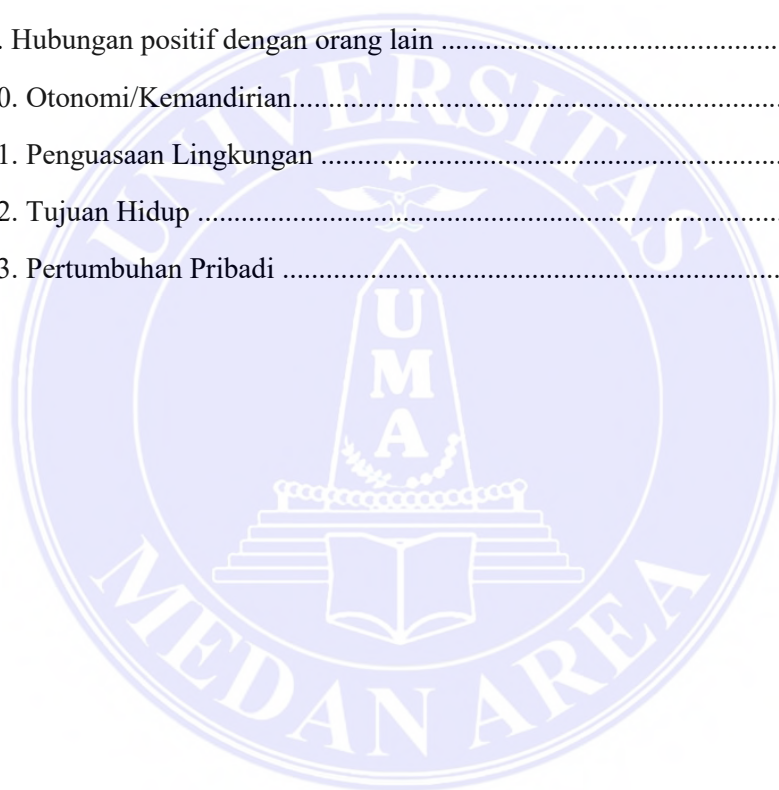 . Hubungan positif dengan orang lain ................................................
0. Otonomi/Kemandirian......................................................................
1. Penguasaan Lingkungan ..................................................................
2. Tujuan Hidup ...................................................................................
3. Pertumbuhan Pribadi .......................................................................
UNIVERSITAS
UMA
MEDAN AREA